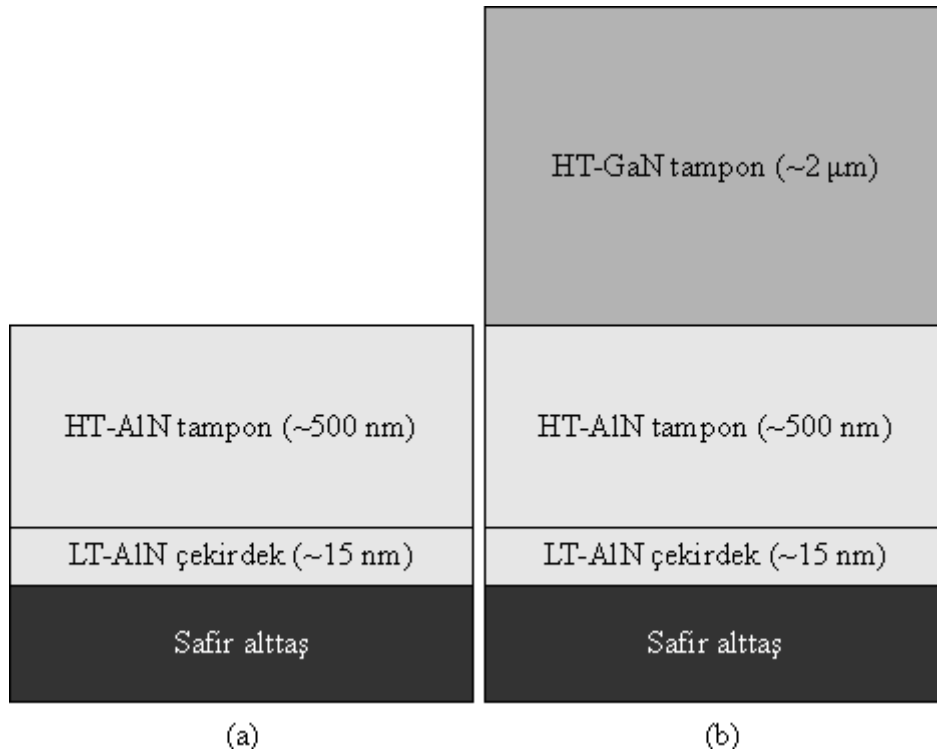 HT-GaN tampon (~2 μm)
HT-AlN tampon (~500 nm)
HT-AlN tampon (~500 nm)
LT-AlN çekirdek (~15 nm)
LT-AlN çekirdek (~15 nm)
Safir alttaş
Safir alttaş
(a)
(b)